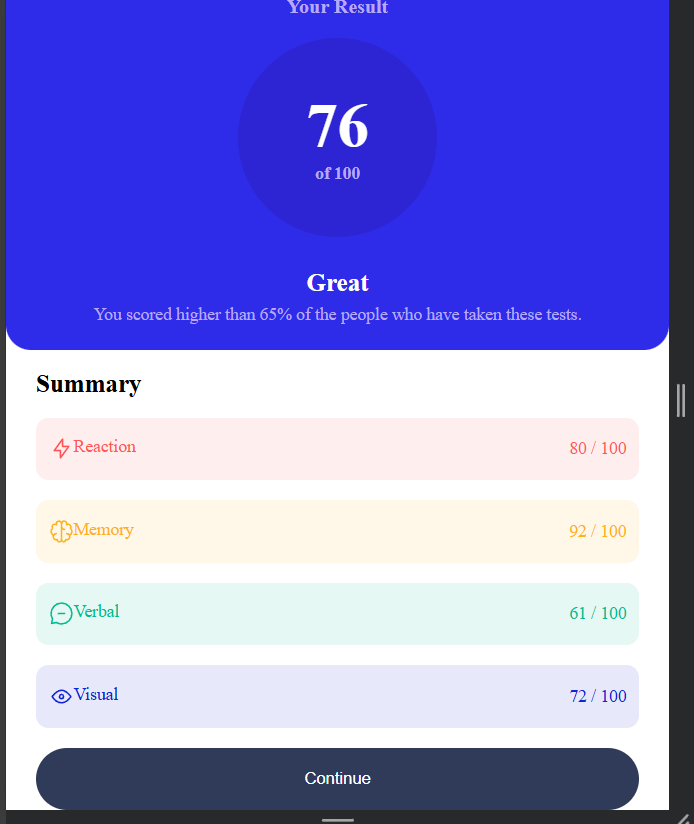 Your Result
76
of 100
Great
You scored higher than 65% of the people who have taken these tests.
Summary
Reaction 80 / 100
Memory 92 / 100
Verbal 61 / 100
Visual 72 / 100
Continue